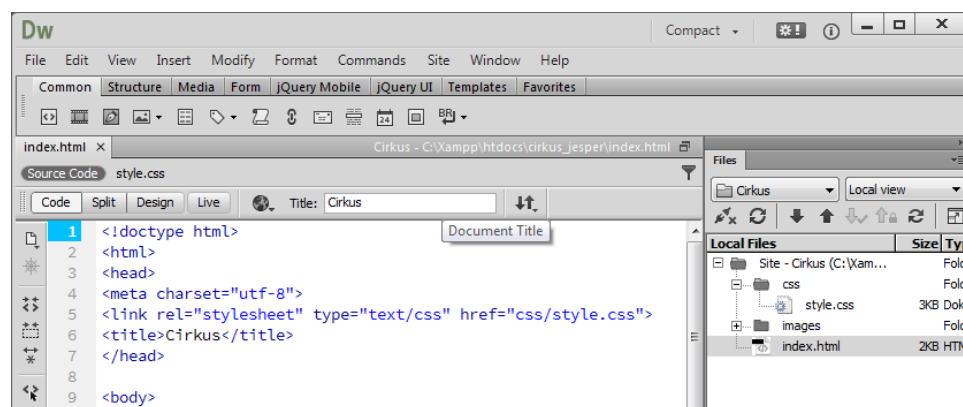 Dw
Compact
File Edit View Insert Modify Format Commands Site Window Help
Common Structure Media Form jQuery Mobile jQuery UI Templates Favorites
24 BR
index.html × Cirkus - C:\Xampp\htdocs\cirkus_jesper\index.html
Source Code style.css
Code Split Design Live Title: Cirkus
Document Title
1 <!doctype html>
2 <html>
3 <head>
4 <meta charset="utf-8">
5 <link rel="stylesheet" type="text/css" href="css/style.css">
6 <title>Cirkus</title>
7 </head>
8
9 <body>
Files
Cirkus Local view
Local Files Size Ty
Site - Cirkus (C:\Xam... Fold
css Fold
style.css 3KB Dok
images Fold
index.html 2KB HTM